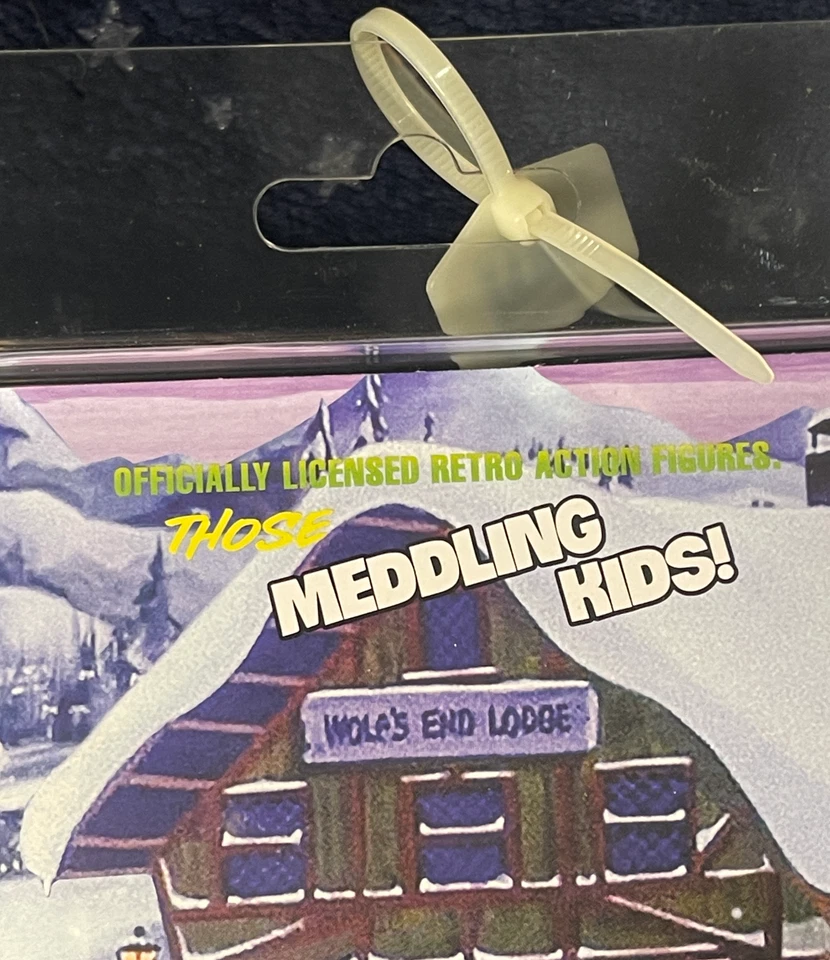 OFFICIALLY LICENSED RETRO ACTION FIGURES.
THOSE
MEDDLING
KIDS!
WOLF'S END LODGE